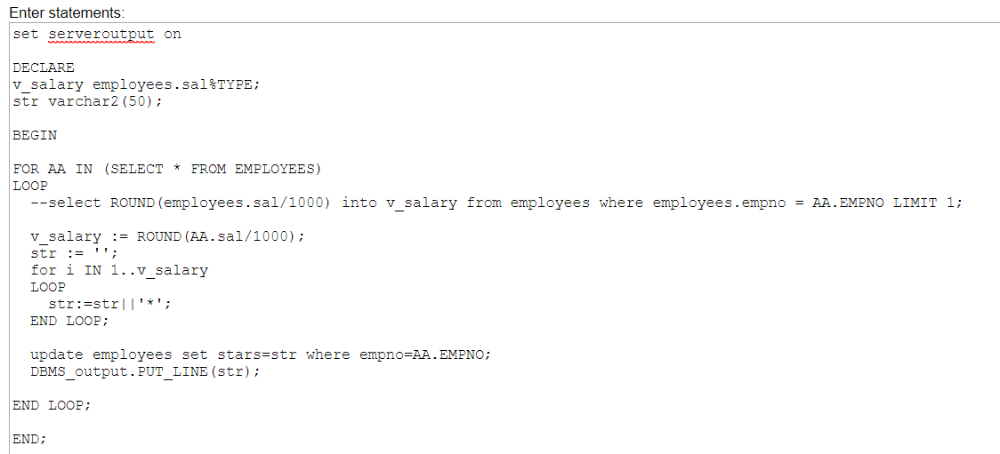 Enter statements:
set serveroutput on
DECLARE
v_salary employees.sal%TYPE;
str varchar2(50);
BEGIN
FOR AA IN (SELECT * FROM EMPLOYEES)
LOOP
--select ROUND(employees.sal/1000) into v_salary from employees where employees.empno = AA.EMPNO LIMIT 1;
v_salary := ROUND(AA.sal/1000);
str := '';
for i IN 1..v_salary
LOOP
str:=str||'*';
END LOOP;
update employees set stars=str where empno=AA.EMPNO;
DBMS_output.PUT_LINE(str);
END LOOP;
END;